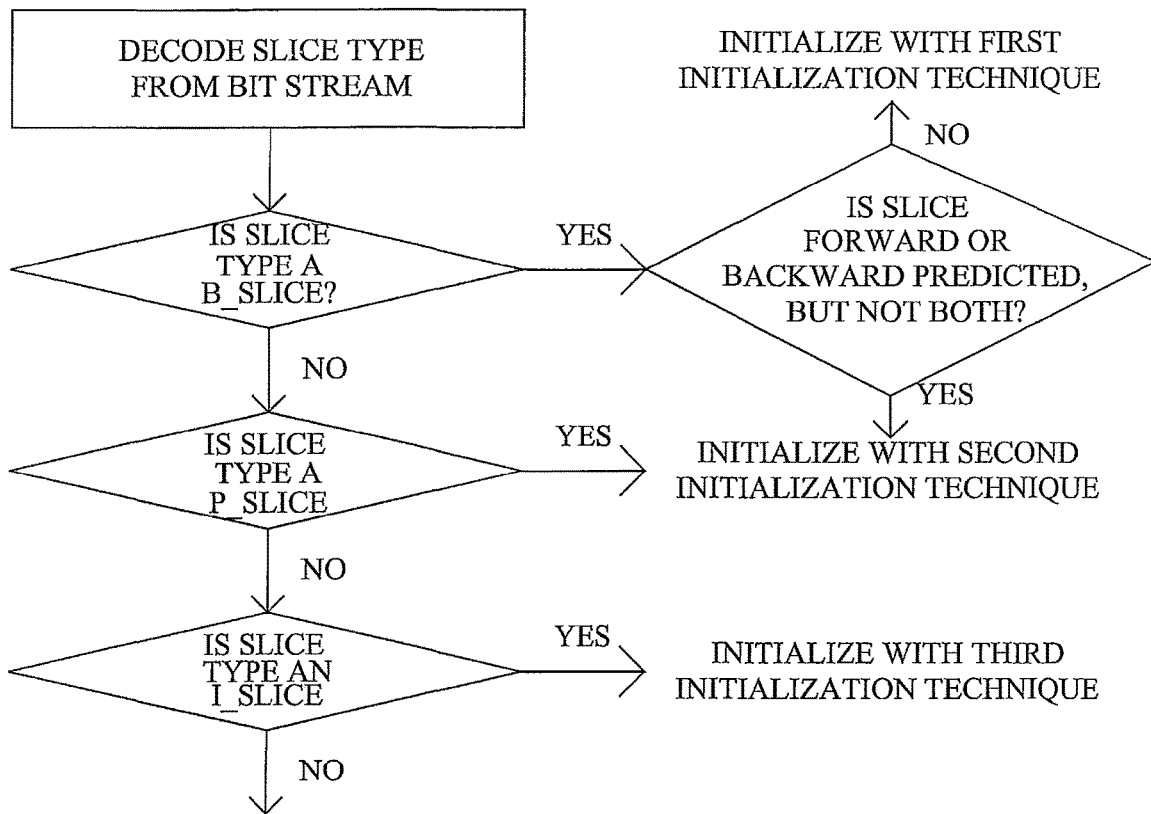 DECODE SLICE TYPE
FROM BIT STREAM
INITIALIZE WITH FIRST
INITIALIZATION TECHNIQUE
NO
IS SLICE
TYPE A
B_SLICE?
YES
IS SLICE
FORWARD OR
BACKWARD PREDICTED,
BUT NOT BOTH?
NO
YES
IS SLICE
TYPE A
P_SLICE
YES
INITIALIZE WITH SECOND
INITIALIZATION TECHNIQUE
NO
IS SLICE
TYPE AN
I_SLICE
YES
INITIALIZE WITH THIRD
INITIALIZATION TECHNIQUE
NO